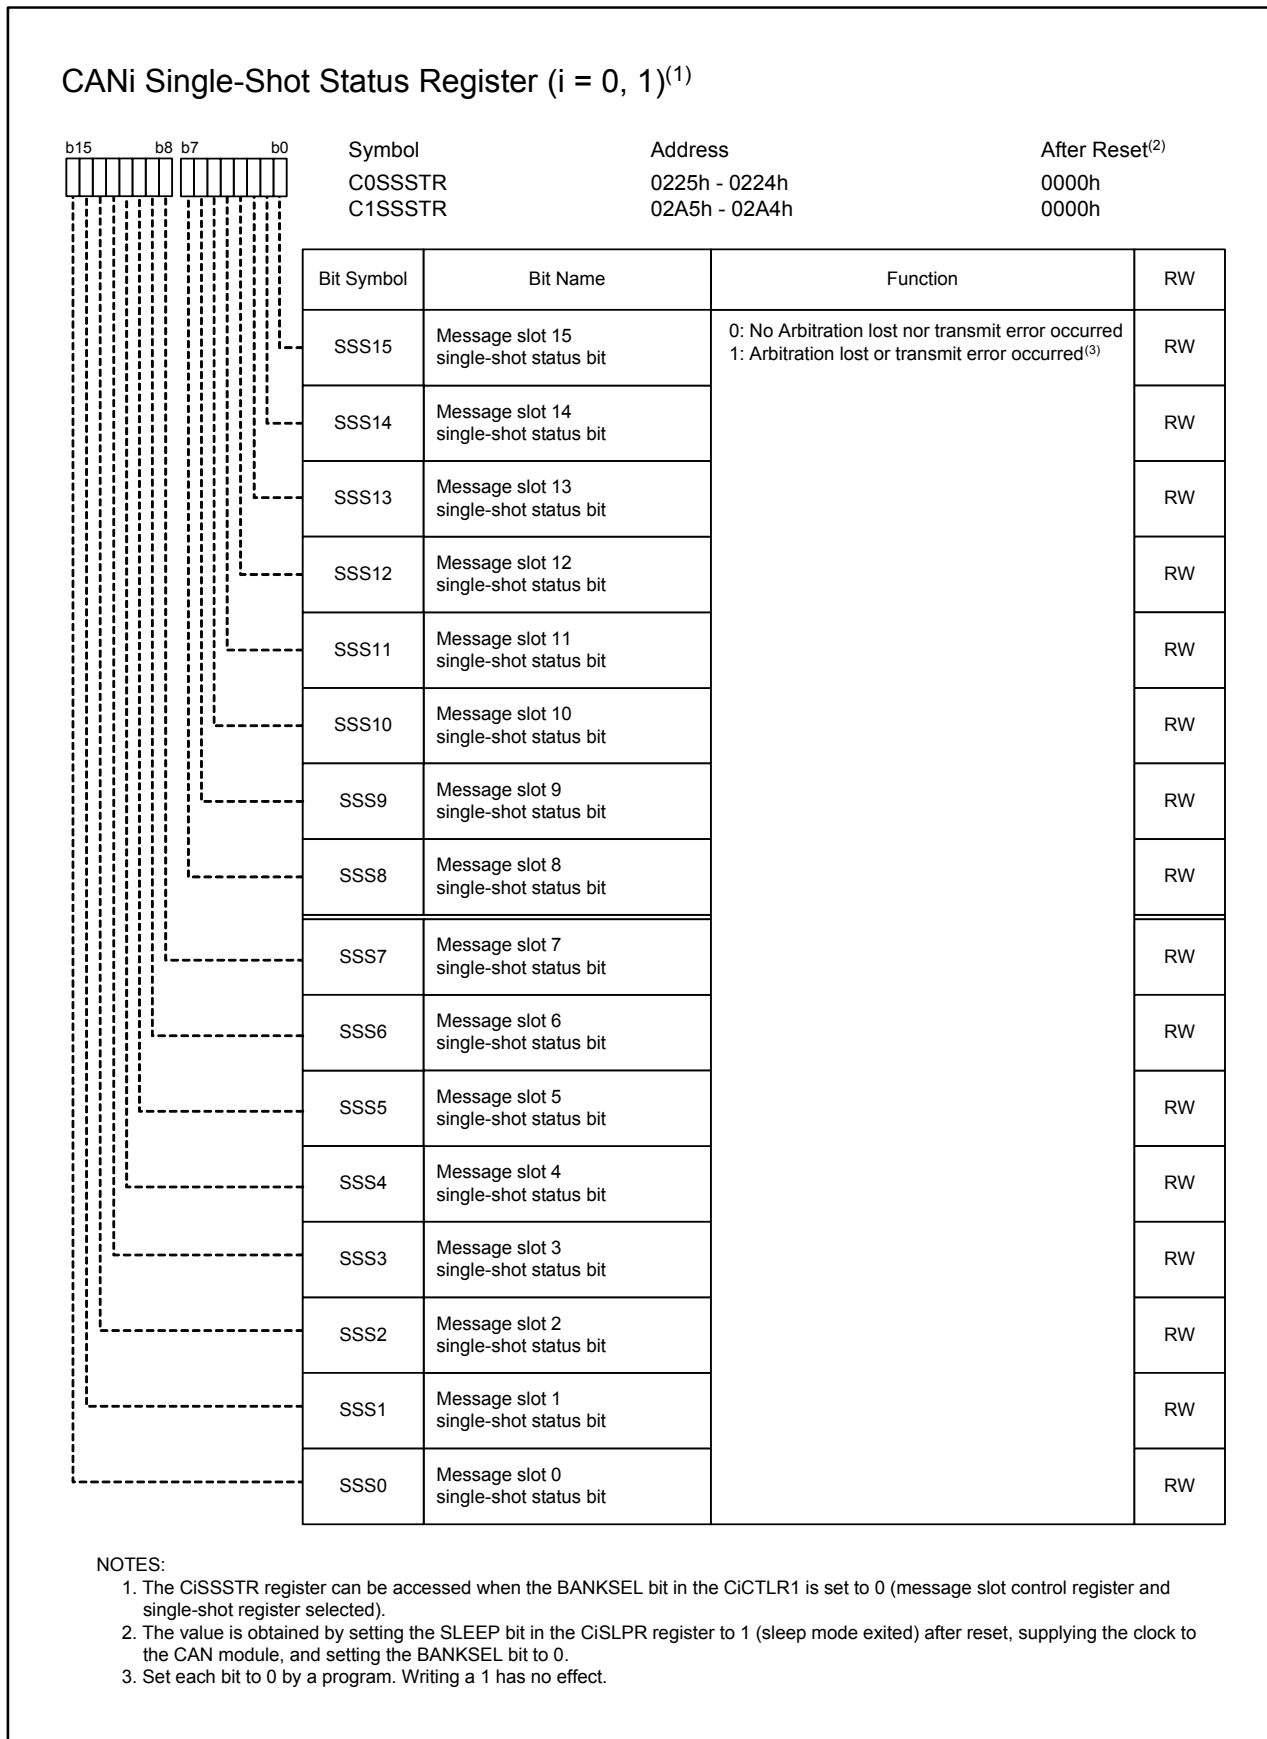 CANi Single-Shot Status Register (i = 0, 1)(1)
b15 b8 b7 b0
Symbol Address After Reset(2)
C0SSSTR 0225h - 0224h 0000h
C1SSSTR 02A5h - 02A4h 0000h
Bit Symbol Bit Name Function RW
SSS15 Message slot 15 single-shot status bit 0: No Arbitration lost nor transmit error occurred RW
1: Arbitration lost or transmit error occurred(3)
SSS14 Message slot 14 single-shot status bit RW
SSS13 Message slot 13 single-shot status bit RW
SSS12 Message slot 12 single-shot status bit RW
SSS11 Message slot 11 single-shot status bit RW
SSS10 Message slot 10 single-shot status bit RW
SSS9 Message slot 9 single-shot status bit RW
SSS8 Message slot 8 single-shot status bit RW
SSS7 Message slot 7 single-shot status bit RW
SSS6 Message slot 6 single-shot status bit RW
SSS5 Message slot 5 single-shot status bit RW
SSS4 Message slot 4 single-shot status bit RW
SSS3 Message slot 3 single-shot status bit RW
SSS2 Message slot 2 single-shot status bit RW
SSS1 Message slot 1 single-shot status bit RW
SSS0 Message slot 0 single-shot status bit RW
NOTES:
1. The CiSSSTR register can be accessed when the BANKSEL bit in the CiCTLR1 is set to 0 (message slot control register and
single-shot register selected).
2. The value is obtained by setting the SLEEP bit in the CiSLPR register to 1 (sleep mode exited) after reset, supplying the clock to
the CAN module, and setting the BANKSEL bit to 0.
3. Set each bit to 0 by a program. Writing a 1 has no effect.